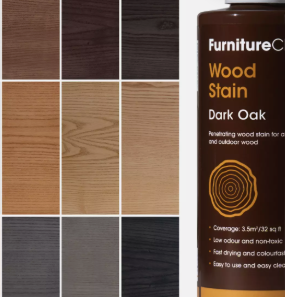 FurnitureC
Wood
Stain
Dark Oak
Penetrating wood stain for a
and outdoor wood
- Coverage: 3.5m²/32 sq ft
- Low odour and non-toxic
- Fast drying and colourfast
- Easy to use and easy clea